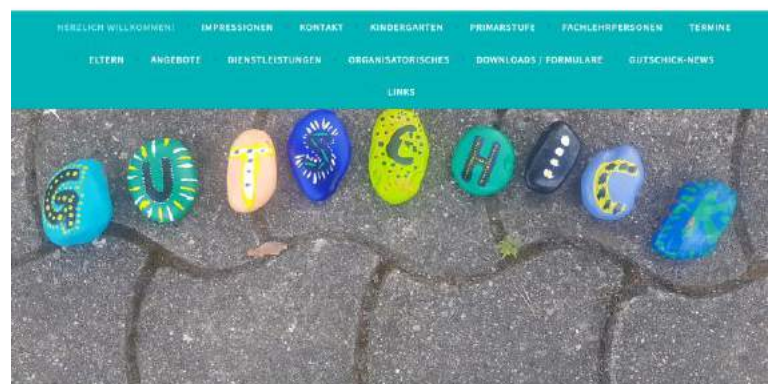 HERZLICH WILLKOMMEN! IMPRESSIONEN KONTAKT KINDERGARTEN PRIMARSTUFE FACHLEHRPERSONEN TERMINE
ELTERN ANGEBOTE DIENSTLEISTUNGEN ORGANISATORISCHES DOWNLOADS / FORMULARE GUTSCHICK-NEWS
LINKS
G U T S C H I C K